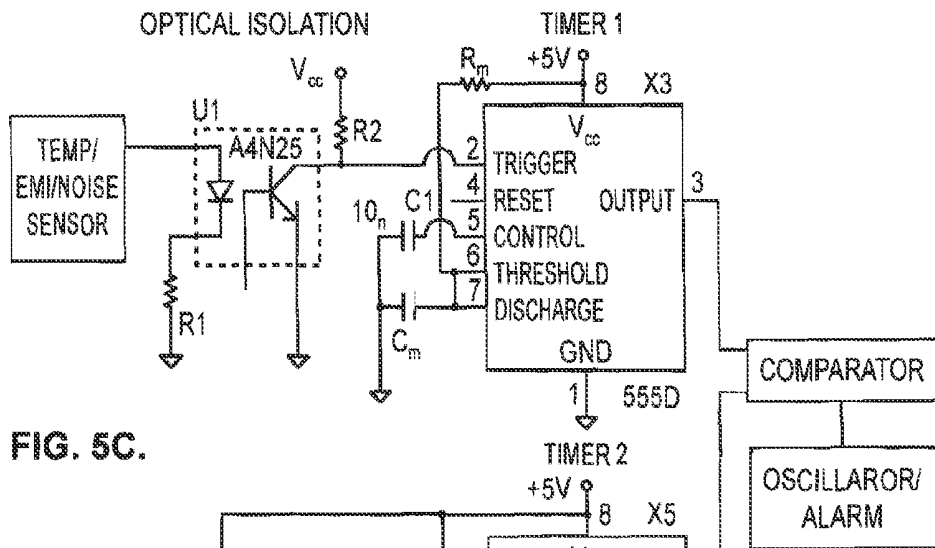 OPTICAL ISOLATION
TIMER 1
+5V
Vcc
Rm
8
X3
U1
R2
Vcc
TEMP/
EMI/NOISE
SENSOR
A4N25
2
TRIGGER
4
RESET
OUTPUT
3
10n
C1
5
CONTROL
6
THRESHOLD
7
DISCHARGE
R1
Cm
GND
1
555D
COMPARATOR
FIG. 5C.
TIMER 2
+5V
8
X5
OSCILLAROR/
ALARM